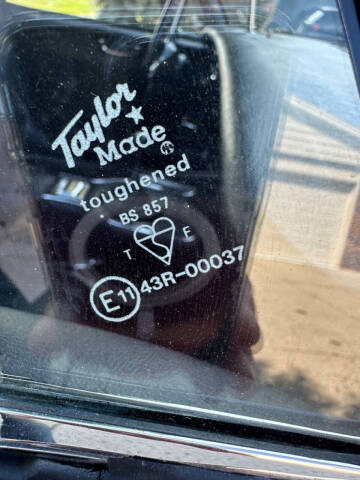 Taylor
Made
toughened
BS 857
T F
E11 43R-00037